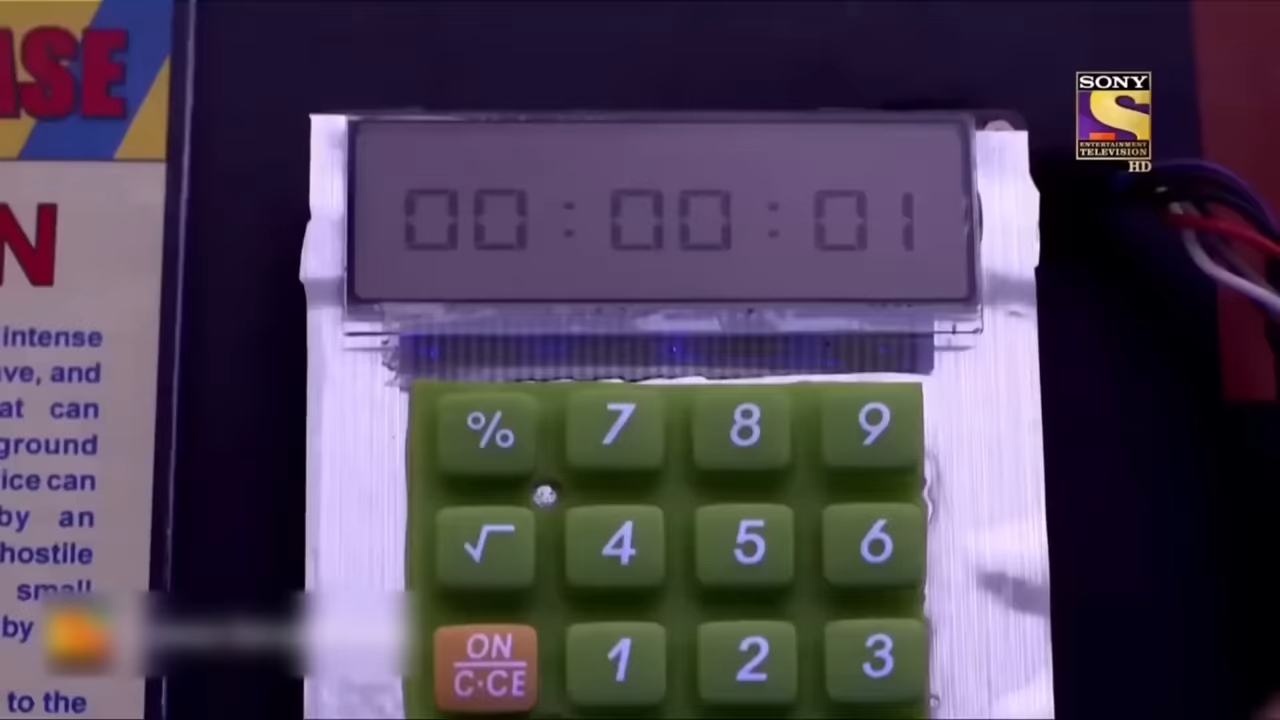 ASE
N
intense
ve, and
at can
ground
ice can
by an
hostile
small
by
to the
SONY
ENTERTAINMENT
TELEVISION
HD
00:00:01
% 7 8 9
√ 4 5 6
ON 1 2 3
C·CE